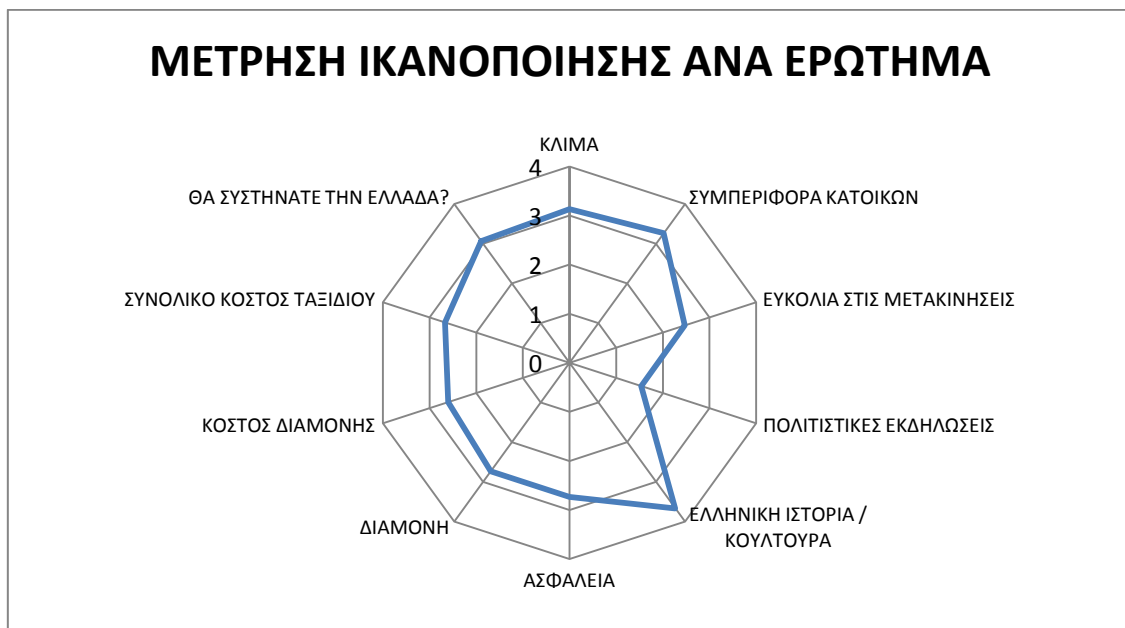 ΜΕΤΡΗΣΗ ΙΚΑΝΟΠΟΙΗΣΗΣ ΑΝΑ ΕΡΩΤΗΜΑ
ΚΛΙΜΑ
4
ΘΑ ΣΥΣΤΗΝΑΤΕ ΤΗΝ ΕΛΛΑΔΑ?
ΣΥΜΠΕΡΙΦΟΡΑ ΚΑΤΟΙΚΩΝ
3
2
ΣΥΝΟΛΙΚΟ ΚΟΣΤΟΣ ΤΑΞΙΔΙΟΥ
ΕΥΚΟΛΙΑ ΣΤΙΣ ΜΕΤΑΚΙΝΗΣΕΙΣ
1
0
ΚΟΣΤΟΣ ΔΙΑΜΟΝΗΣ
ΠΟΛΙΤΙΣΤΙΚΕΣ ΕΚΔΗΛΩΣΕΙΣ
ΔΙΑΜΟΝΗ
ΕΛΛΗΝΙΚΗ ΙΣΤΟΡΙΑ /
ΚΟΥΛΤΟΥΡΑ
ΑΣΦΑΛΕΙΑ